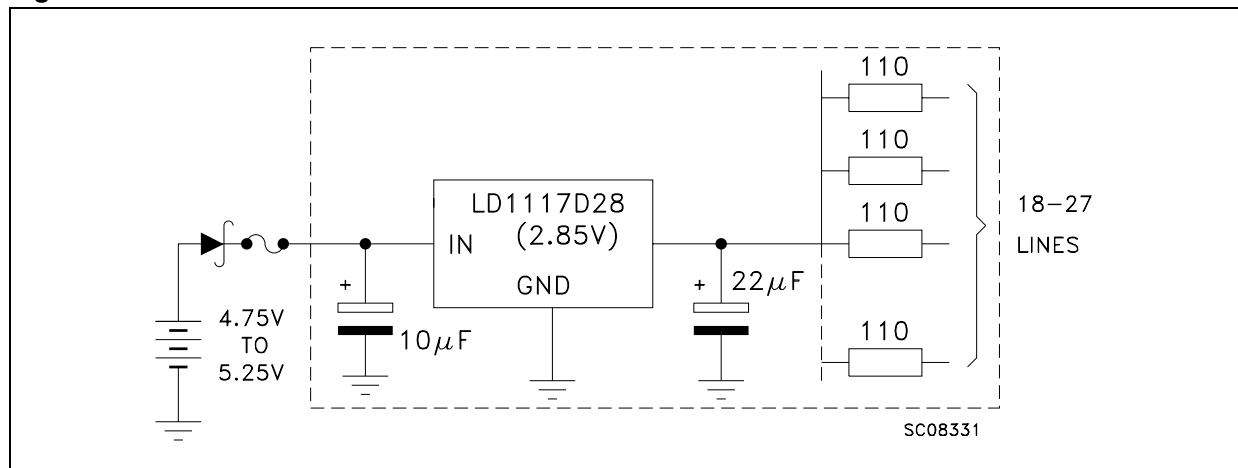 110
110
110
110
18-27
LINES
LD1117D28
(2.85V)
IN
GND
+
10μF
+
22μF
4.75V
TO
5.25V
SC08331